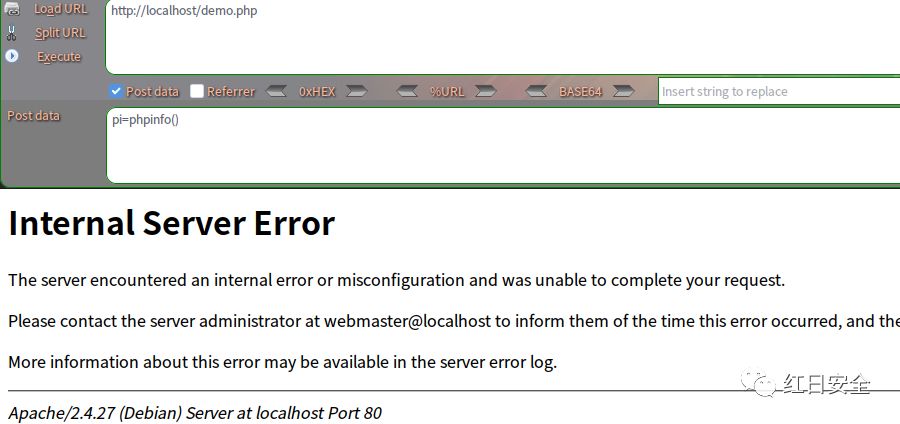 Load URL
http://localhost/demo.php
Split URL
Execute
Post data
Referrer
0xHEX
%URL
BASE64
Insert string to replace
Post data
pi=phpinfo()
Internal Server Error
The server encountered an internal error or misconfiguration and was unable to complete your request.
Please contact the server administrator at webmaster@localhost to inform them of the time this error occurred, and the
More information about this error may be available in the server error log.
红日安全
Apache/2.4.27 (Debian) Server at localhost Port 80